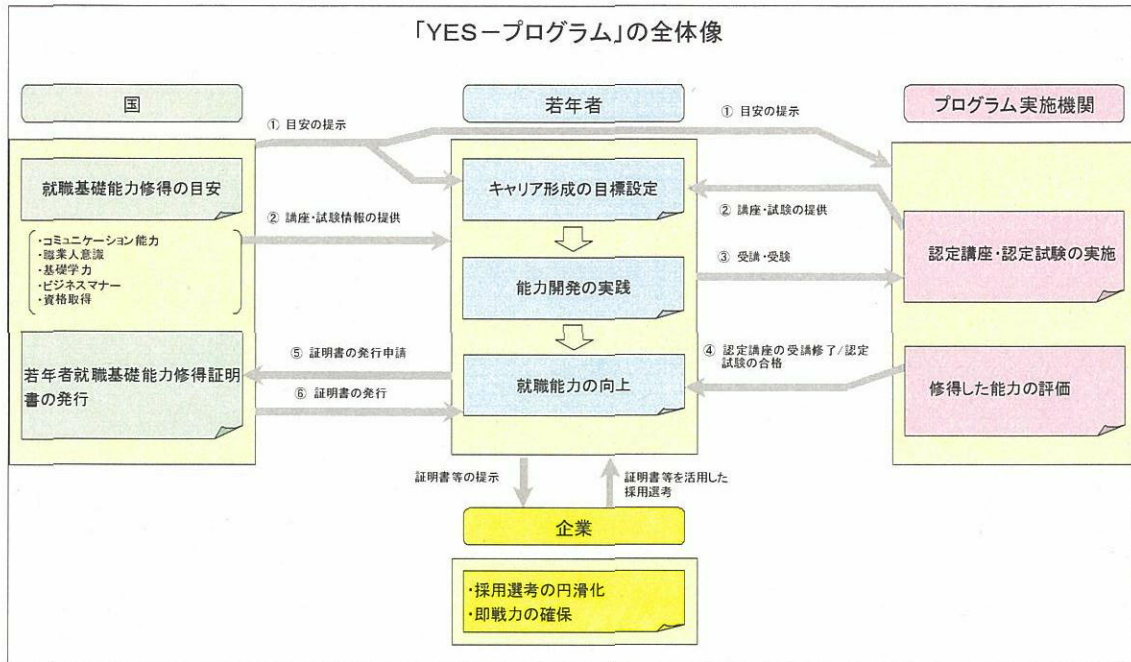 「YES－プログラム」の全体像
国
若年者
プログラム実施機関
① 目安の提示
① 目安の提示
就職基礎能力修得の目安
キャリア形成の目標設定
② 講座・試験情報の提供
② 講座・試験の提供
・コミュニケーション能力
・職業人意識
・基礎学力
・ビジネスマナー
・資格取得
能力開発の実践
③ 受講・受験
認定講座・認定試験の実施
⑤ 証明書の発行申請
④ 認定講座の受講修了/認定
試験の合格
若年者就職基礎能力修得証明
書の発行
就職能力の向上
修得した能力の評価
⑥ 証明書の発行
証明書等の提示
証明書等を活用した
採用選考
企業
・採用選考の円滑化
・即戦力の確保